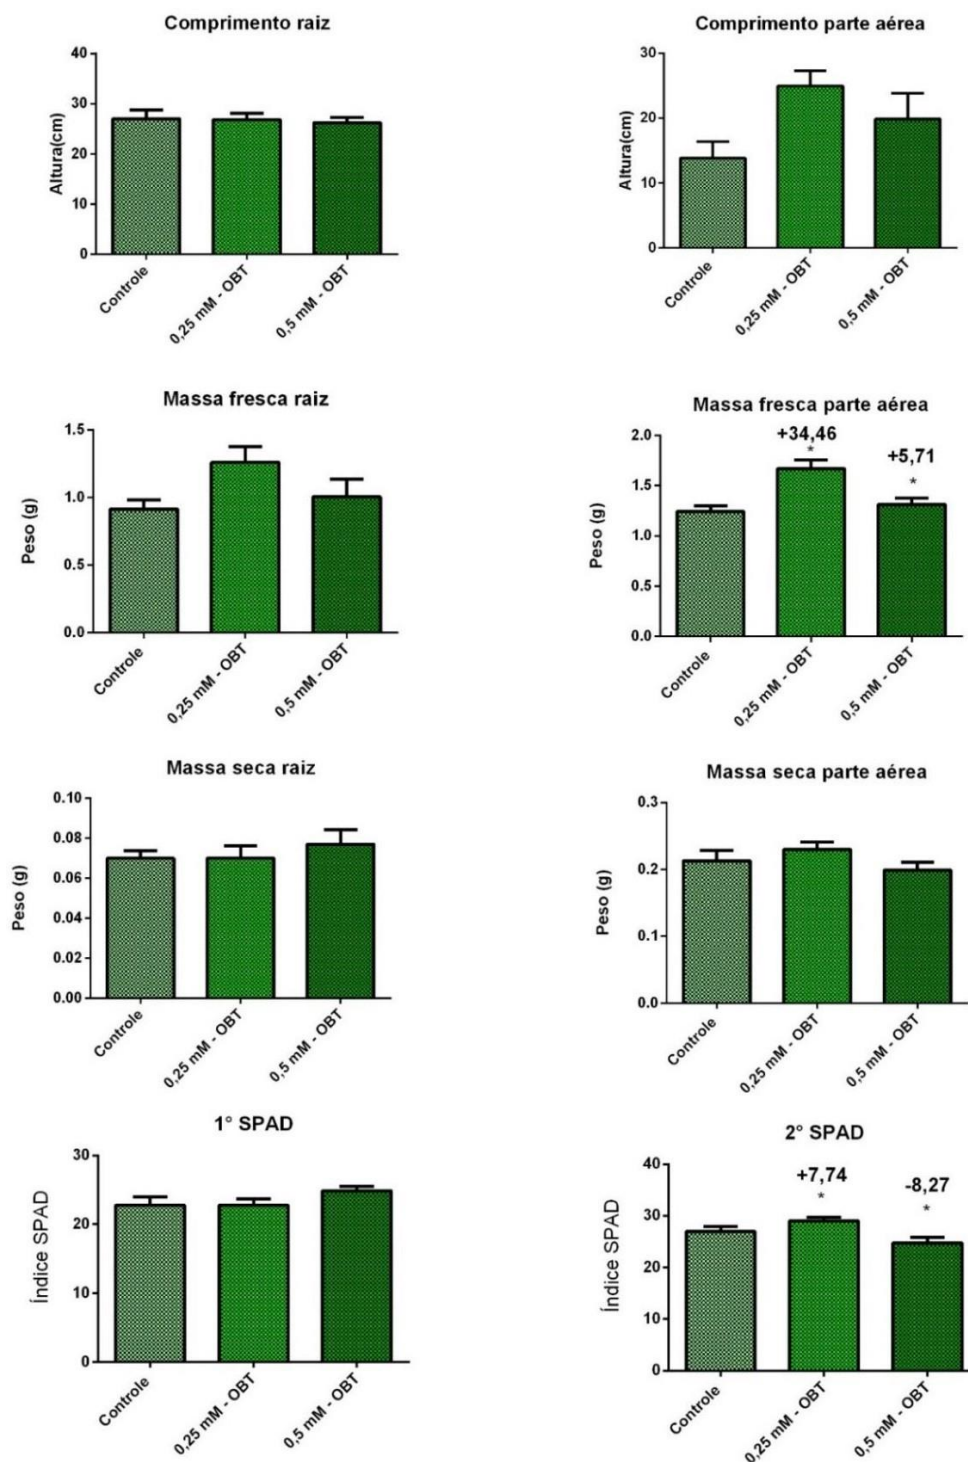 Comprimento raiz
40
30
20
10
0
Altura(cm)
Controle
0,25 mM - OBT
0,5 mM - OBT
Comprimento parte aérea
30
20
10
0
Altura(cm)
Controle
0,25 mM - OBT
0,5 mM - OBT
Massa fresca raiz
1.5
1.0
0.5
0.0
Peso (g)
Controle
0,25 mM - OBT
0,5 mM - OBT
Massa fresca parte aérea
+34,46
*
+5,71
*
2.0
1.5
1.0
0.5
0.0
Peso (g)
Controle
0,25 mM - OBT
0,5 mM - OBT
Massa seca raiz
0.10
0.08
0.06
0.04
0.02
0.00
Peso (g)
Controle
0,25 mM - OBT
0,5 mM - OBT
Massa seca parte aérea
0.3
0.2
0.1
0.0
Peso (g)
Controle
0,25 mM - OBT
0,5 mM - OBT
1° SPAD
30
20
10
0
Índice SPAD
Controle
0,25 mM - OBT
0,5 mM - OBT
2° SPAD
+7,74
*
-8,27
*
40
30
20
10
0
Índice SPAD
Controle
0,25 mM - OBT
0,5 mM - OBT